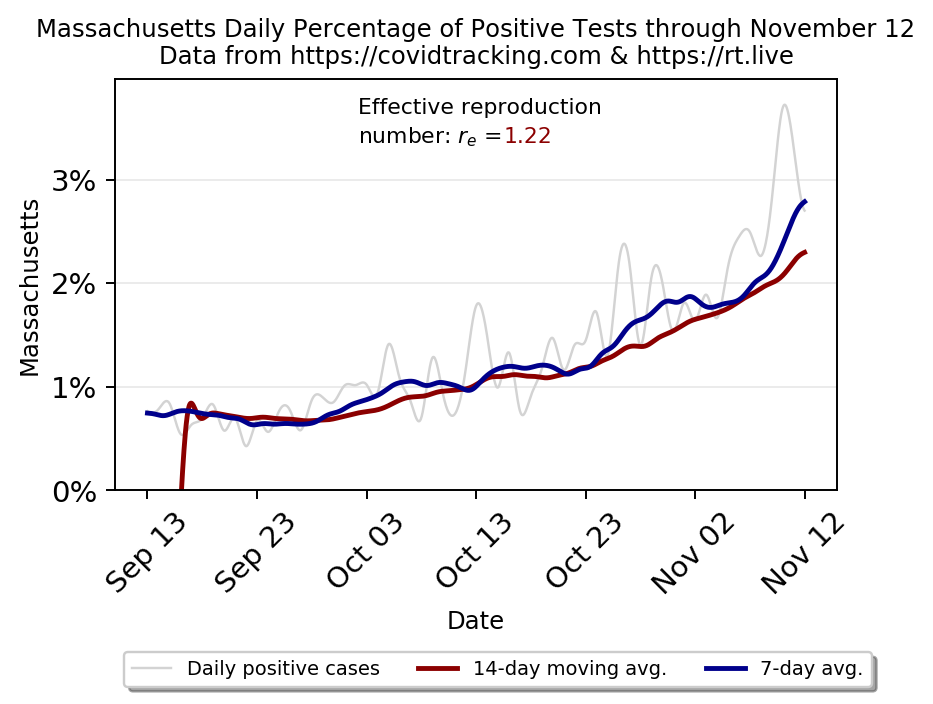 Massachusetts Daily Percentage of Positive Tests through November 12
Data from https://covidtracking.com & https://rt.live
Effective reproduction
number: rₑ =1.22
3%
2%
1%
0%
Massachusetts
Sep 13
Sep 23
Oct 03
Oct 13
Oct 23
Nov 02
Nov 12
Date
Daily positive cases
14-day moving avg.
7-day avg.